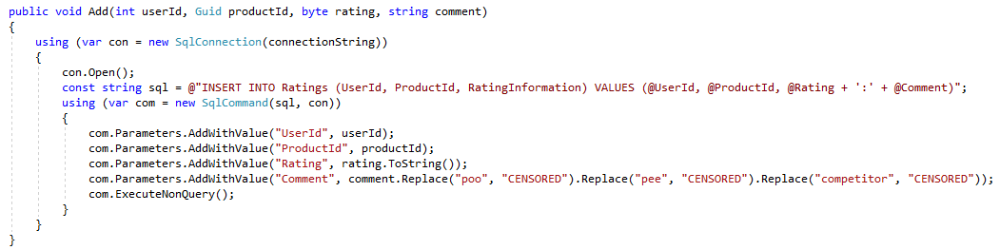 public void Add(int userId, Guid productId, byte rating, string comment)
{
using (var con = new SqlConnection(connectionString))
{
con.Open();
const string sql = @"INSERT INTO Ratings (UserId, ProductId, RatingInformation) VALUES (@UserId, @ProductId, @Rating + ':' + @Comment)";
using (var com = new SqlCommand(sql, con))
{
com.Parameters.AddWithValue("UserId", userId);
com.Parameters.AddWithValue("ProductId", productId);
com.Parameters.AddWithValue("Rating", rating.ToString());
com.Parameters.AddWithValue("Comment", comment.Replace("poo", "CENSORED").Replace("pee", "CENSORED").Replace("competitor", "CENSORED"));
com.ExecuteNonQuery();
}
}
}